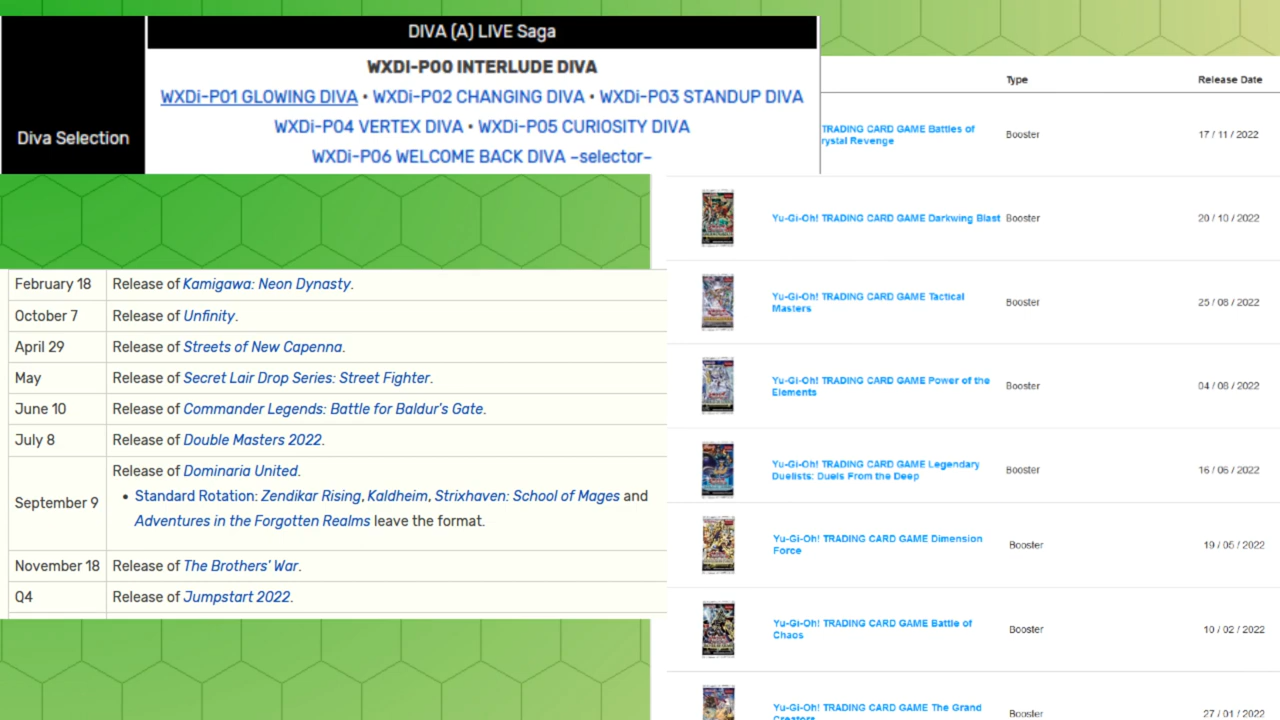 DIVA (A) LIVE Saga
Diva Selection
WXDI-P00 INTERLUDE DIVA
WXDi-P01 GLOWING DIVA • WXDi-P02 CHANGING DIVA • WXDi-P03 STANDUP DIVA
WXDi-P04 VERTEX DIVA • WXDi-P05 CURIOSITY DIVA
WXDi-P06 WELCOME BACK DIVA –selector–
February 18 Release of Kamigawa: Neon Dynasty.
October 7 Release of Unfinity.
April 29 Release of Streets of New Capenna.
May Release of Secret Lair Drop Series: Street Fighter.
June 10 Release of Commander Legends: Battle for Baldur's Gate.
July 8 Release of Double Masters 2022.
September 9 Release of Dominaria United.
• Standard Rotation: Zendikar Rising, Kaldheim, Strixhaven: School of Mages and
Adventures in the Forgotten Realms leave the format.
November 18 Release of The Brothers' War.
Q4 Release of Jumpstart 2022.
Type Release Date
TRADING CARD GAME Battles of
rystal Revenge
Booster 17 / 11 / 2022
Yu-Gi-Oh! TRADING CARD GAME Darkwing Blast Booster 20 / 10 / 2022
Yu-Gi-Oh! TRADING CARD GAME Tactical
Masters
Booster 25 / 08 / 2022
Yu-Gi-Oh! TRADING CARD GAME Power of the
Elements
Booster 04 / 08 / 2022
Yu-Gi-Oh! TRADING CARD GAME Legendary
Duelists: Duels From the Deep
Booster 16 / 06 / 2022
Yu-Gi-Oh! TRADING CARD GAME Dimension
Force
Booster 19 / 05 / 2022
Yu-Gi-Oh! TRADING CARD GAME Battle of
Chaos
Booster 10 / 02 / 2022
Yu-Gi-Oh! TRADING CARD GAME The Grand
Creators
Booster 27 / 01 / 2022